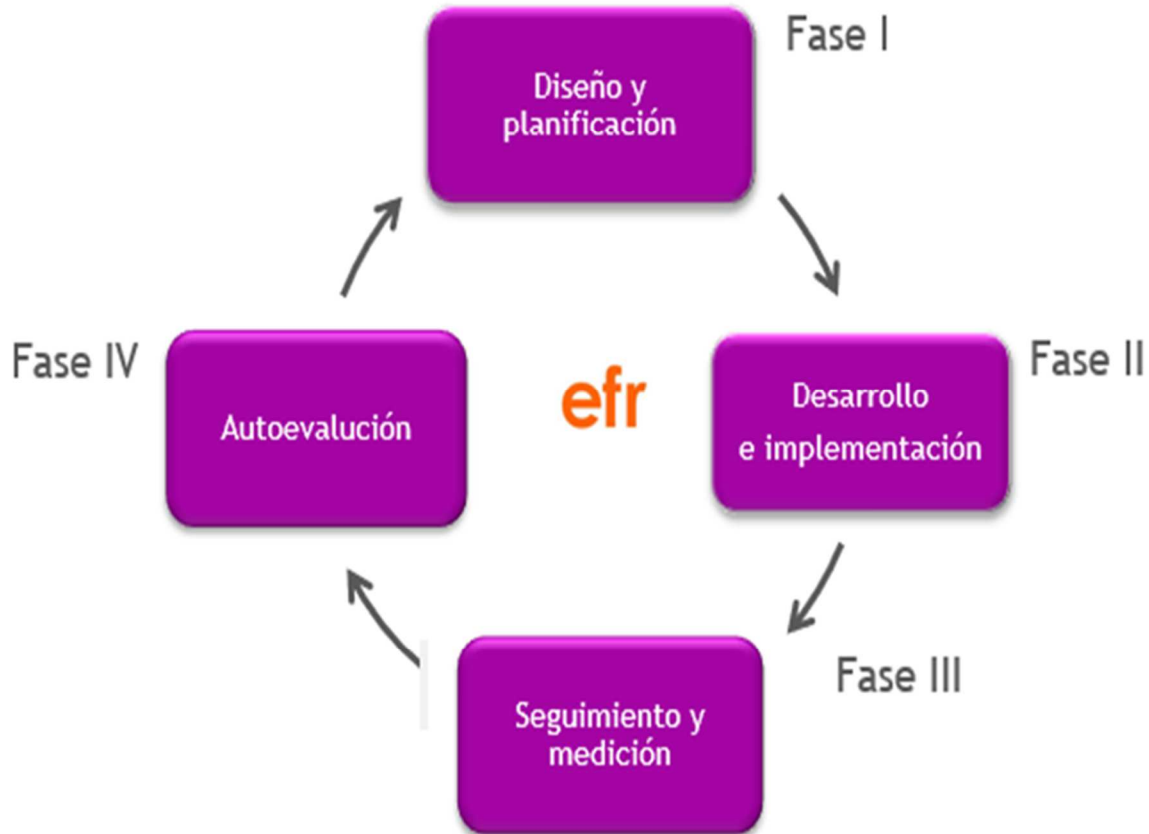 Fase I
Diseño y
planificación
Fase IV
Fase II
efr
Desarrollo
e implementación
Autoevalución
Fase III
Seguimiento y
medición